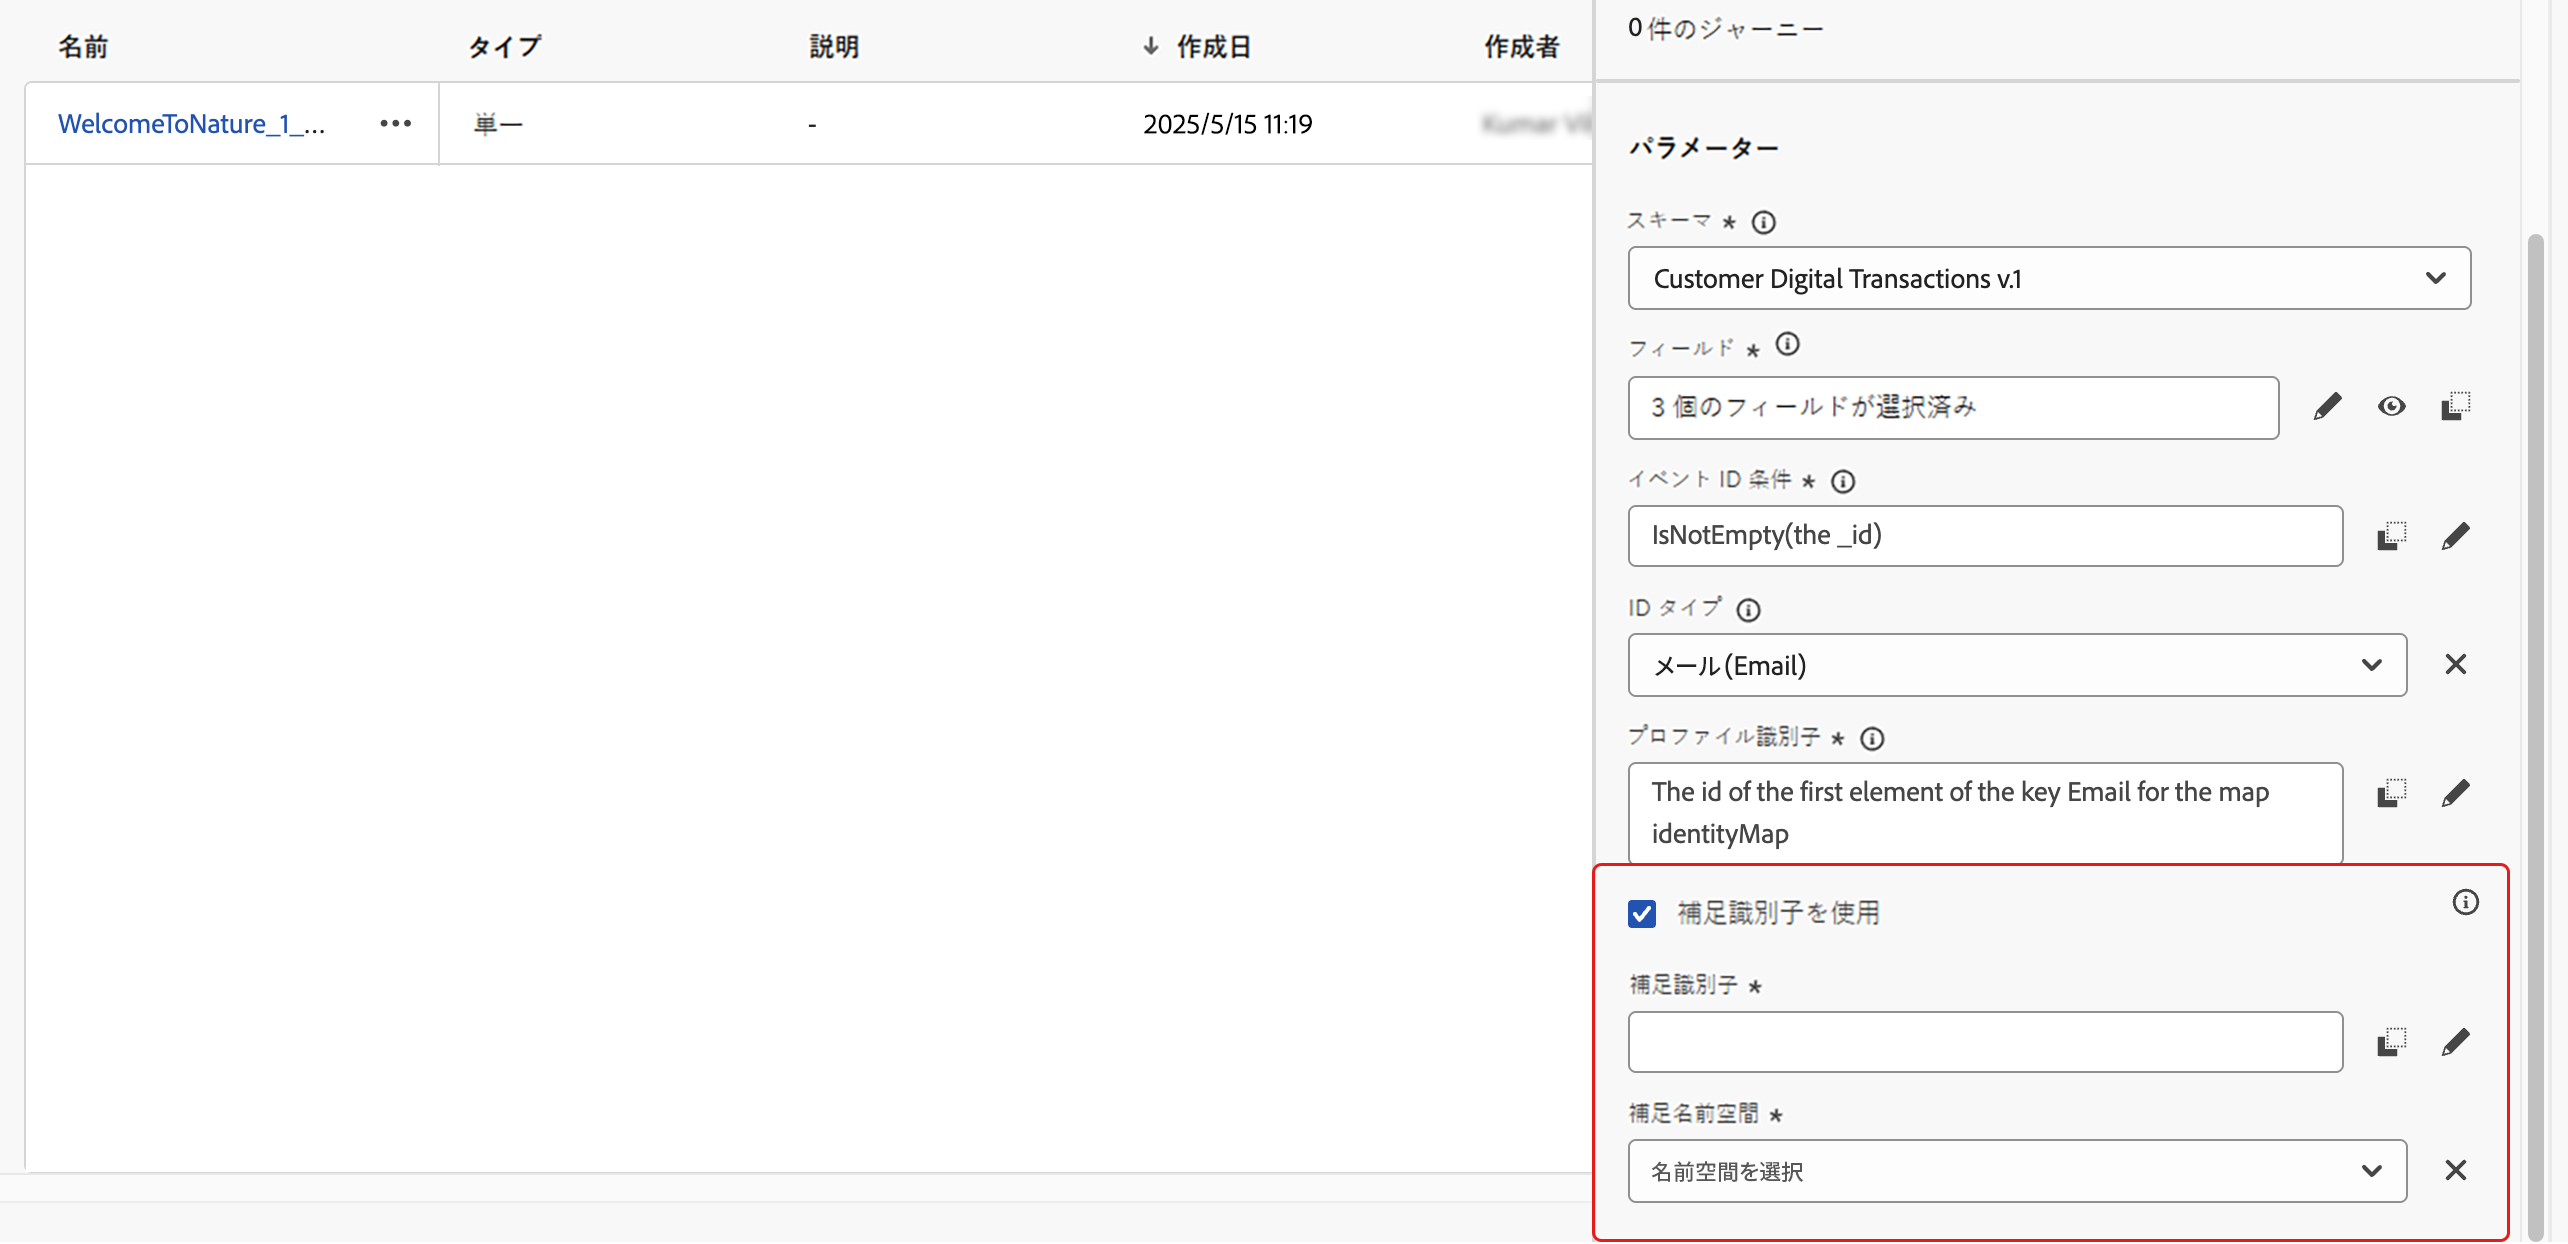 名前
タイプ
説明
作成日
作成者
WelcomeToNature_1_...
単一
-
2025/5/15 11:19
Kumar
0 件のジャーニー
パラメーター
スキーマ *
Customer Digital Transactions v.1
フィールド *
3 個のフィールドが選択済み
イベント ID 条件 *
IsNotEmpty(the _id)
ID タイプ
メール (Email)
プロファイル識別子 *
The id of the first element of the key Email for the map
identityMap
補足識別子を使用
補足識別子 *
補足名前空間 *
名前空間を選択